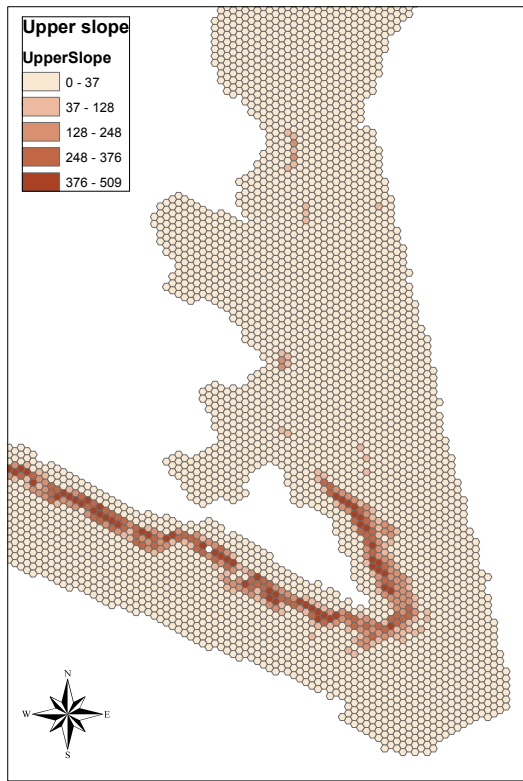 Upper slope
UpperSlope
0 - 37
37 - 128
128 - 248
248 - 376
376 - 509
N
W E
S